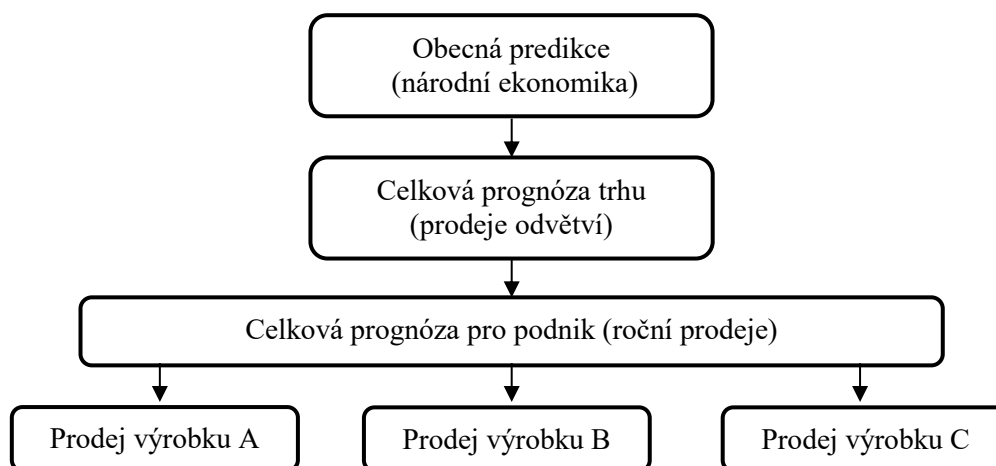 Obecná predikce
(národní ekonomika)
Celková prognóza trhu
(prodeje odvětví)
Celková prognóza pro podnik (roční prodeje)
Prodej výrobku A
Prodej výrobku B
Prodej výrobku C